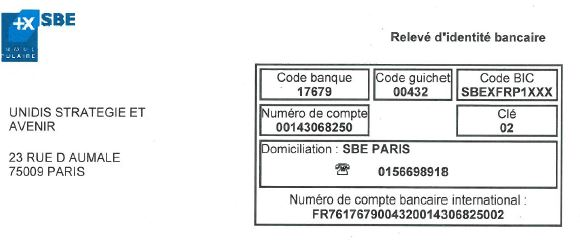 SBE
Relevé d'identité bancaire
Code banque
17679
Code guichet
00432
Code BIC
SBEXFRP1XXX
UNIDIS STRATEGIE ET
AVENIR
23 RUE D AUMALE
75009 PARIS
Numéro de compte
00143068250
Clé
02
Domiciliation : SBE PARIS
☎ 0156698918
Numéro de compte bancaire international :
FR7617679004320014306825002